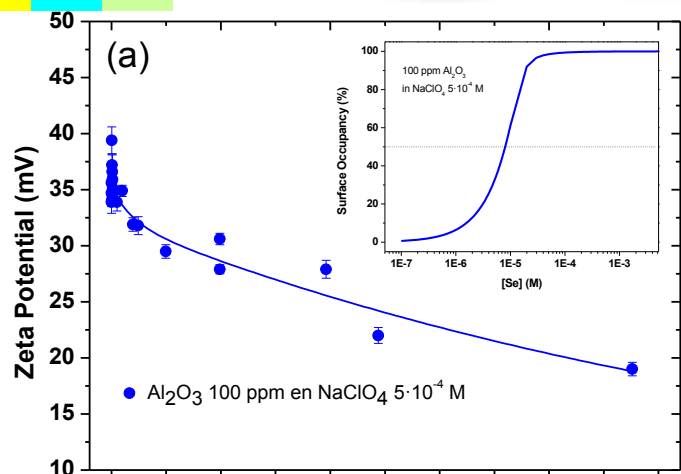 (a)
Zeta Potential (mV)
50
45
40
35
30
25
20
15
10
Al₂O₃ 100 ppm en NaClO₄ 5·10⁻⁴ M
100 ppm Al₂O₃
in NaClO₄ 5·10⁻⁴ M
Surface Occupancy (%)
100
80
60
40
20
0
1E-7 1E-6 1E-5 1E-4 1E-3
[Se] (M)